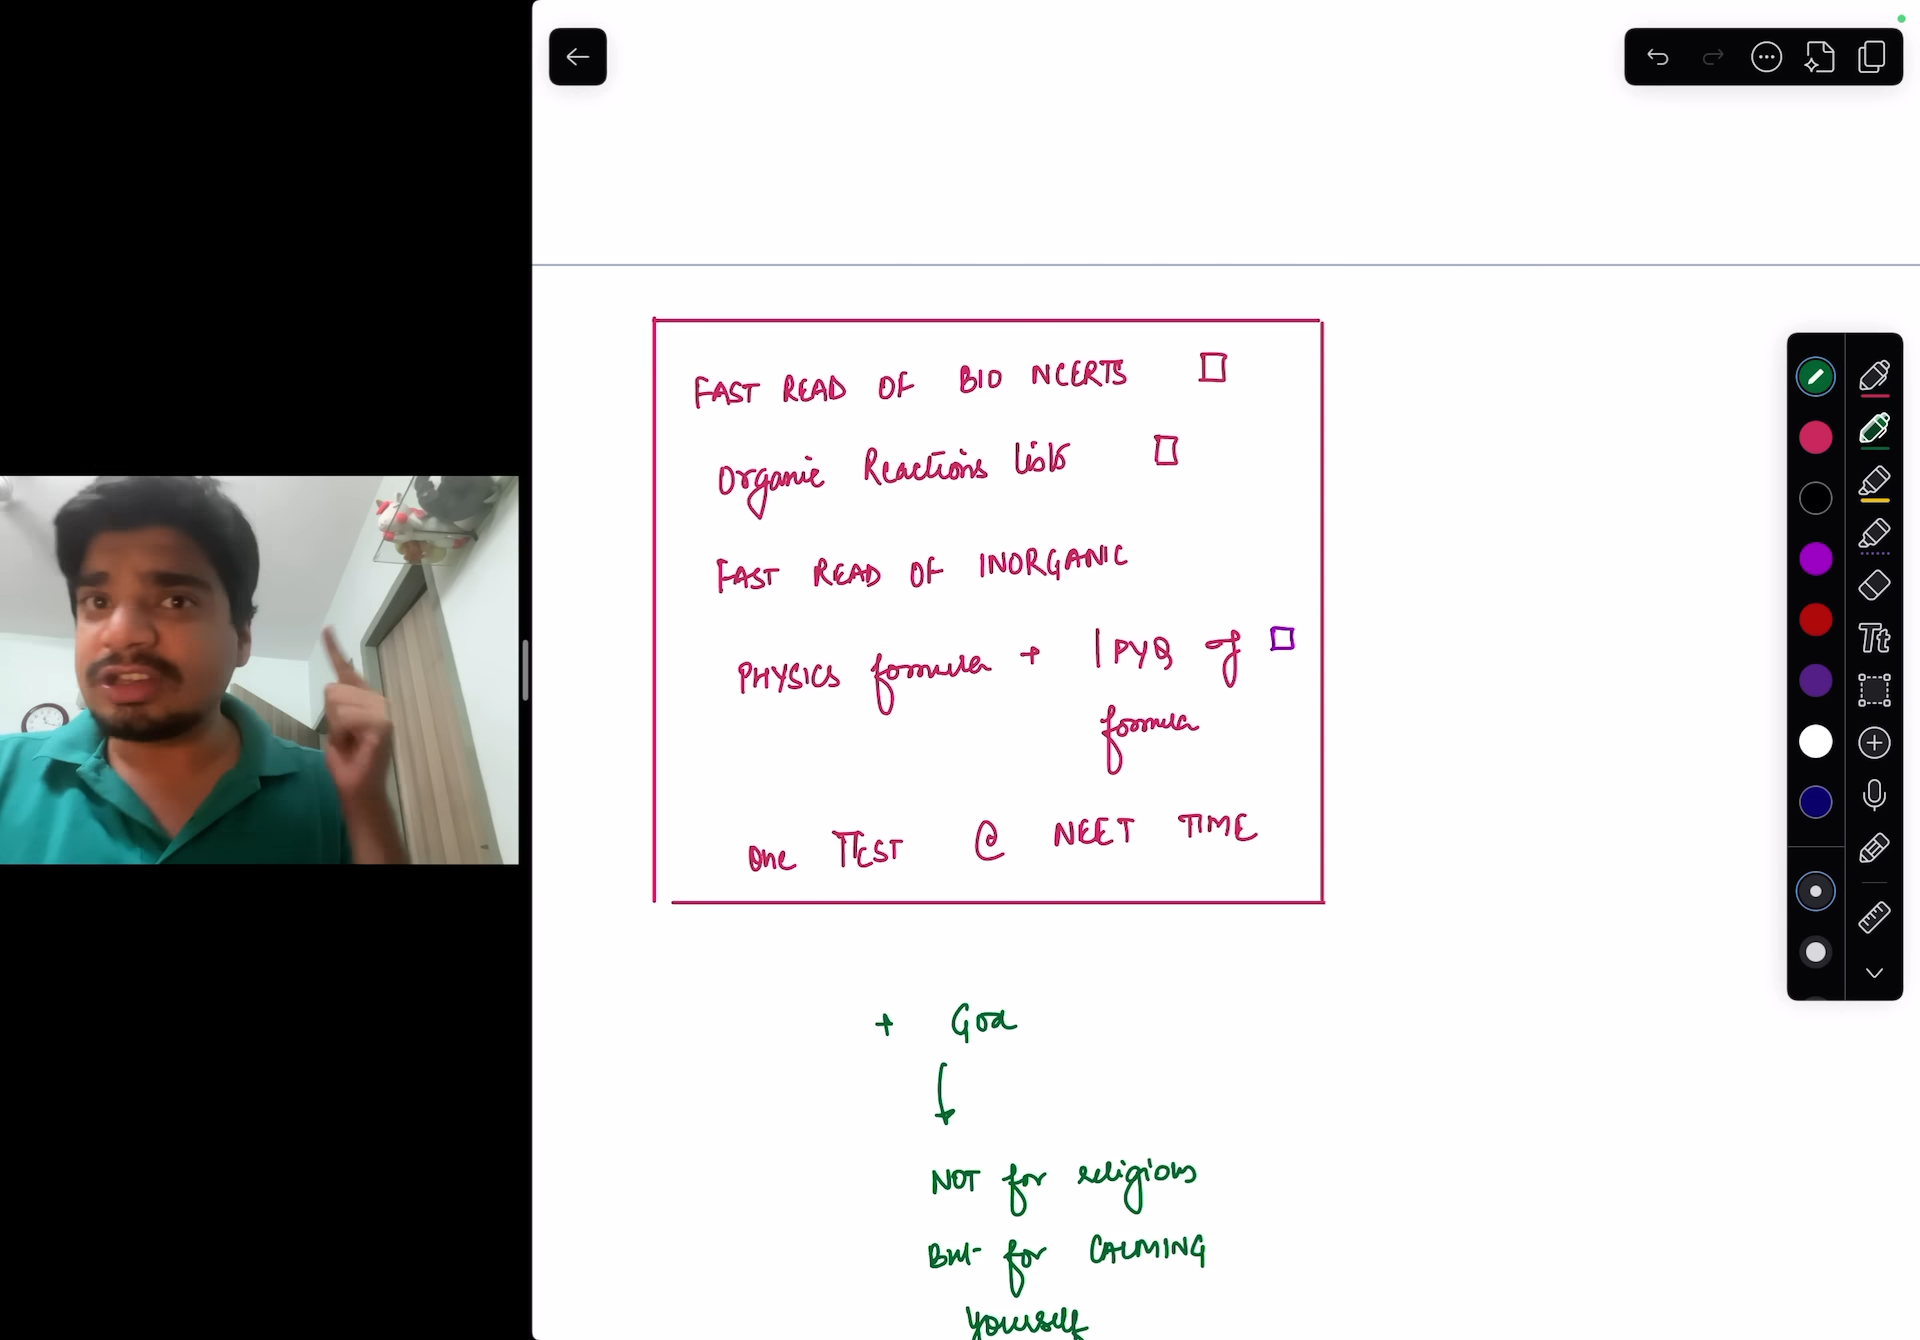 FAST READ OF BIO NCERTS
Organic Reactions lists
FAST READ OF INORGANIC
PHYSICS formula + 1 PYQ of
formula
One TEST @ NEET TIME
+ God
NOT for religious
But for CALMING
yourself
Tt